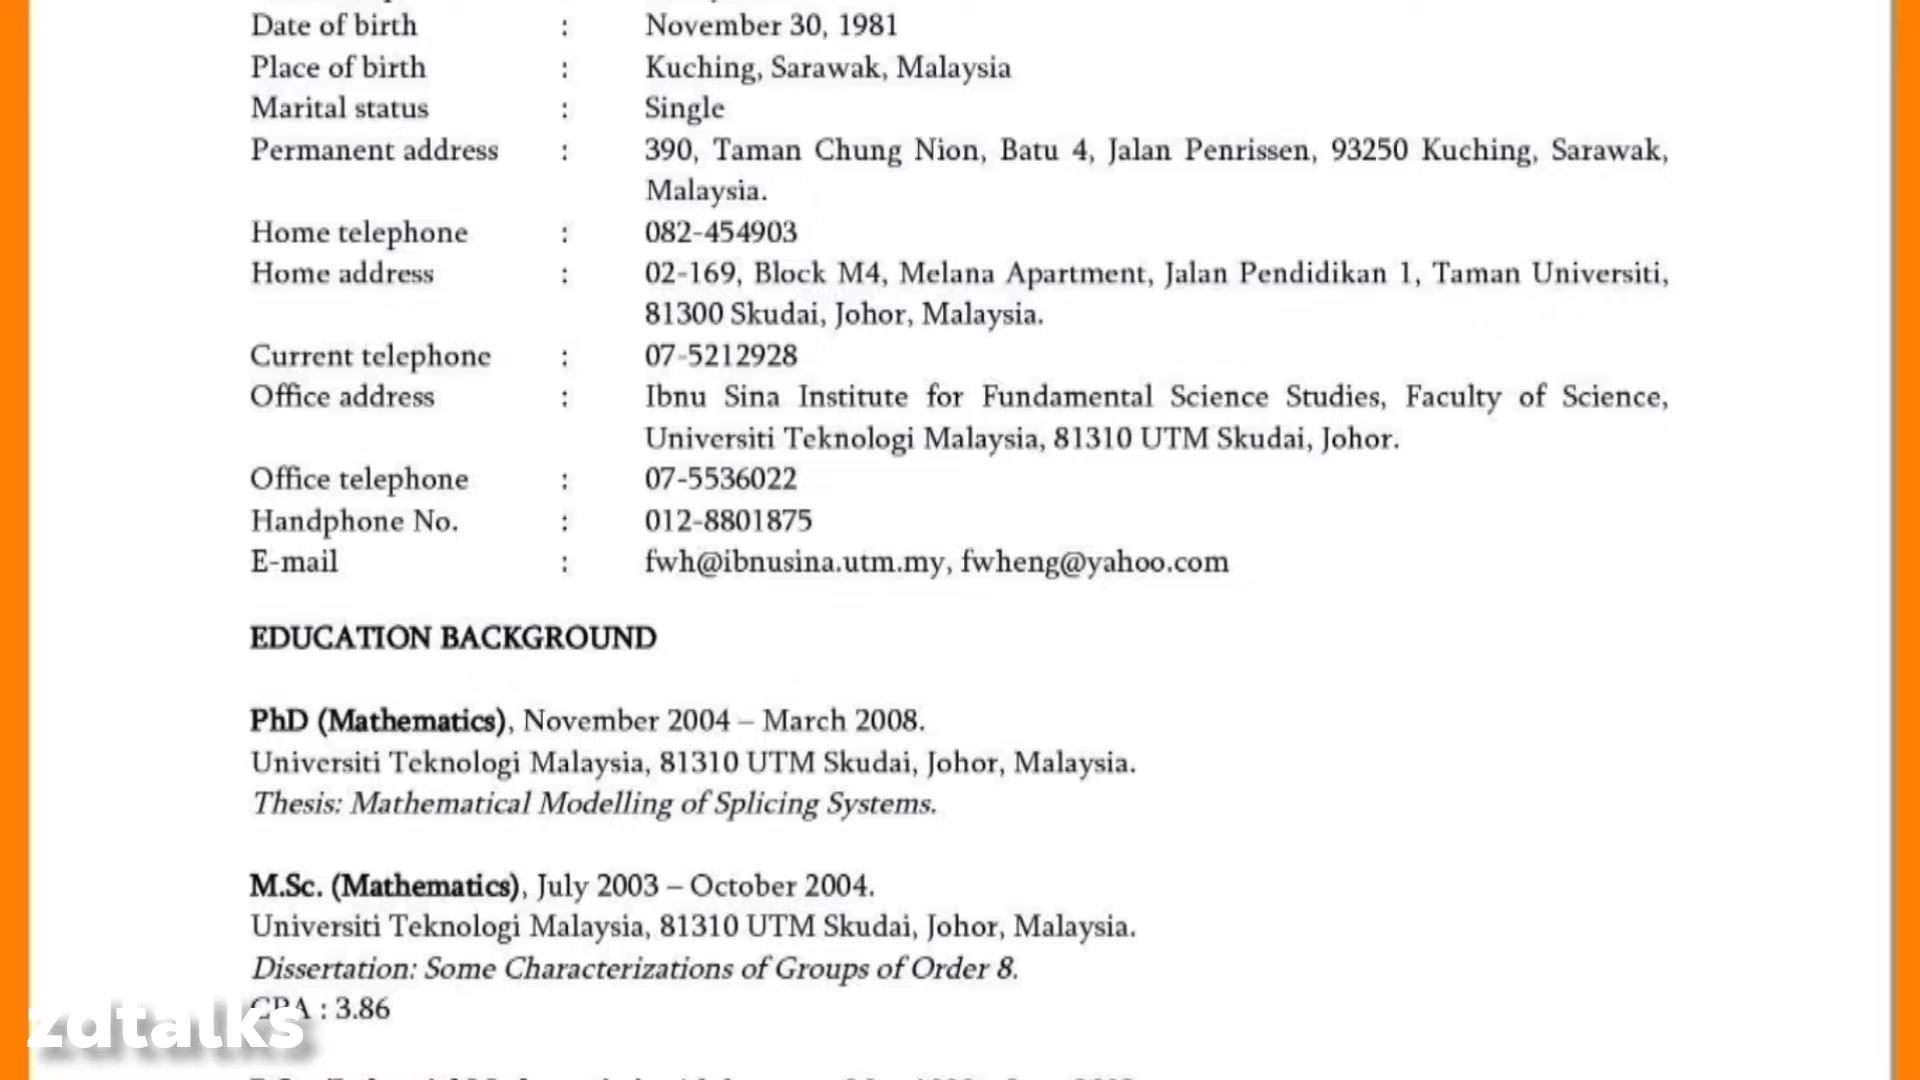 Date of birth : November 30, 1981
Place of birth : Kuching, Sarawak, Malaysia
Marital status : Single
Permanent address : 390, Taman Chung Nion, Batu 4, Jalan Penrissen, 93250 Kuching, Sarawak,
Malaysia.
Home telephone : 082-454903
Home address : 02-169, Block M4, Melana Apartment, Jalan Pendidikan 1, Taman Universiti,
81300 Skudai, Johor, Malaysia.
Current telephone : 07-5212928
Office address : Ibnu Sina Institute for Fundamental Science Studies, Faculty of Science,
Universiti Teknologi Malaysia, 81310 UTM Skudai, Johor.
Office telephone : 07-5536022
Handphone No. : 012-8801875
E-mail : fwh@ibnusina.utm.my, fwheng@yahoo.com
EDUCATION BACKGROUND
PhD (Mathematics), November 2004 – March 2008.
Universiti Teknologi Malaysia, 81310 UTM Skudai, Johor, Malaysia.
Thesis: Mathematical Modelling of Splicing Systems.
M.Sc. (Mathematics), July 2003 – October 2004.
Universiti Teknologi Malaysia, 81310 UTM Skudai, Johor, Malaysia.
Dissertation: Some Characterizations of Groups of Order 8.
CPA : 3.86
zdtalks